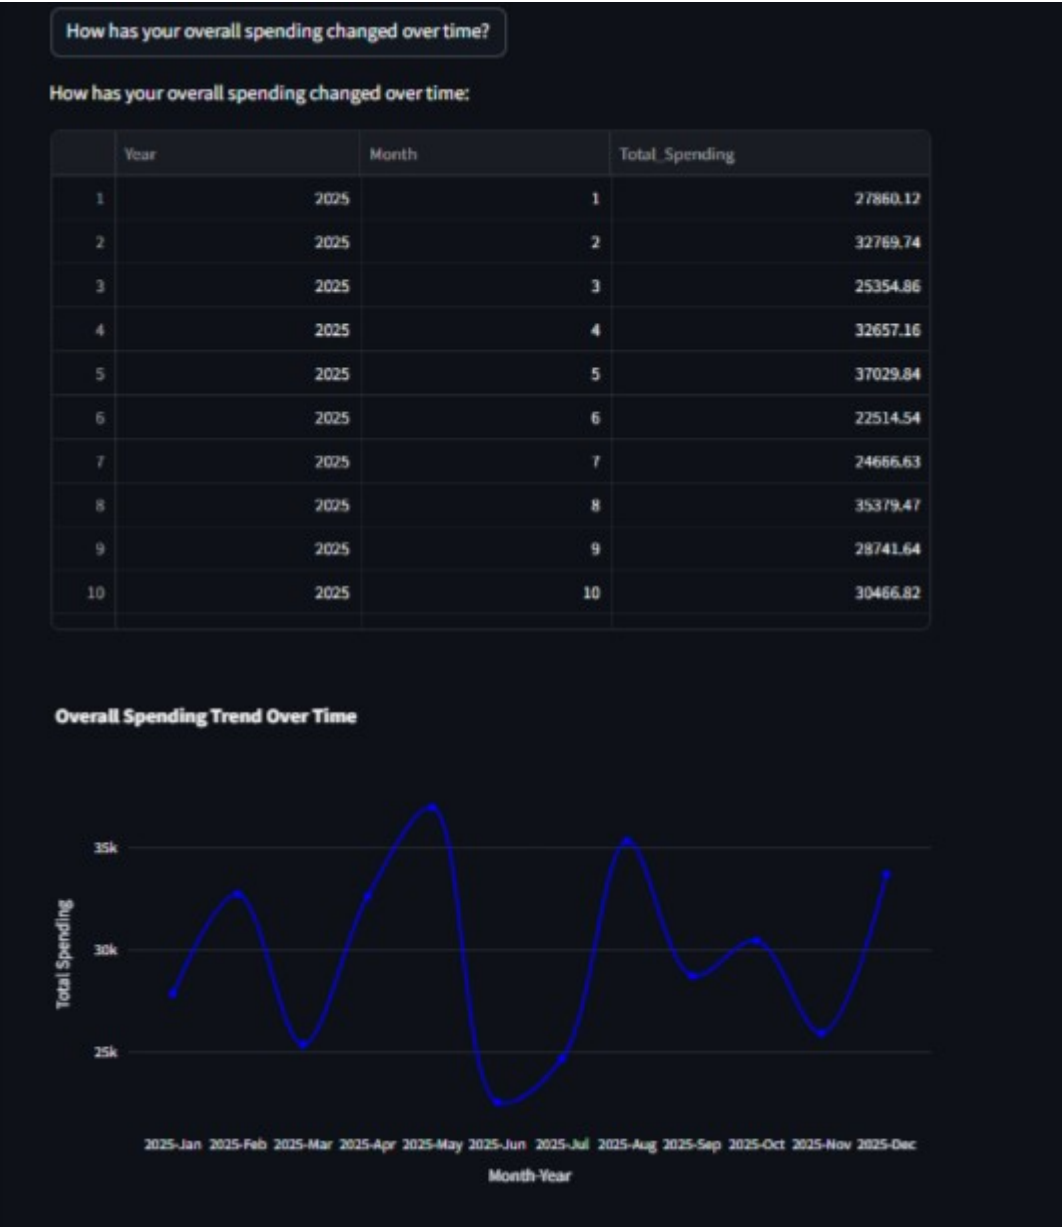 How has your overall spending changed over time?
How has your overall spending changed over time:
Year Month Total_Spending
1 2025 1 27860.12
2 2025 2 32769.74
3 2025 3 25354.86
4 2025 4 32657.16
5 2025 5 37029.84
6 2025 6 22514.54
7 2025 7 24666.63
8 2025 8 35379.47
9 2025 9 28741.64
10 2025 10 30466.82
Overall Spending Trend Over Time
35k
30k
25k
Total Spending
2025-Jan 2025-Feb 2025-Mar 2025-Apr 2025-May 2025-Jun 2025-Jul 2025-Aug 2025-Sep 2025-Oct 2025-Nov 2025-Dec
Month-Year